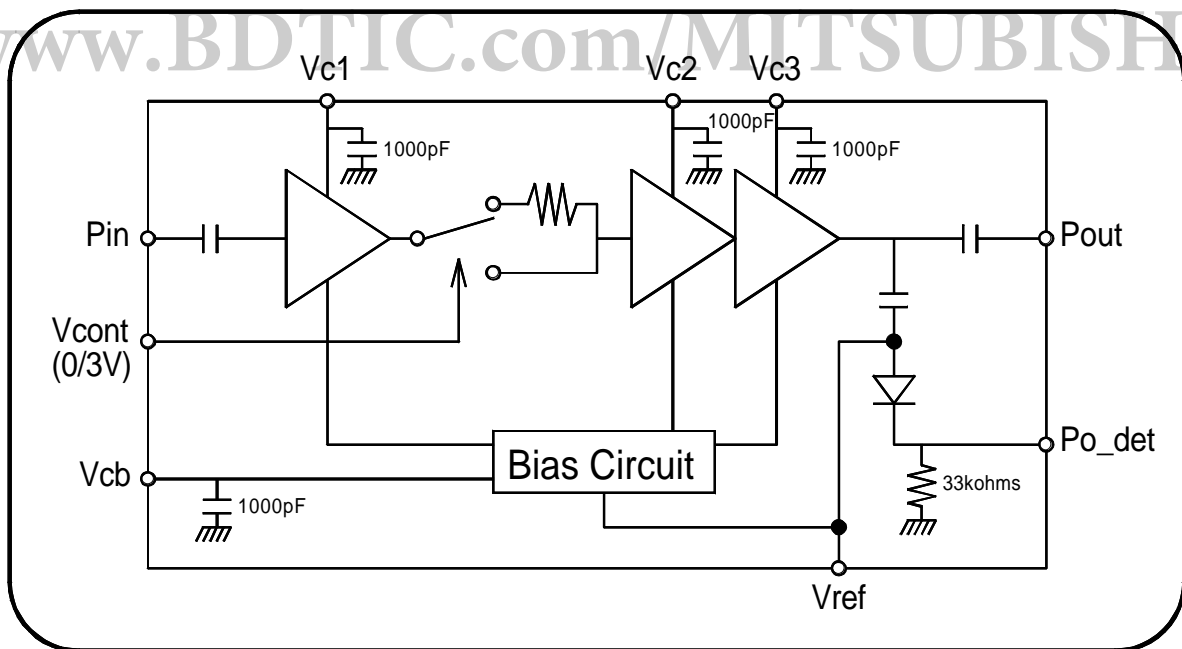 www.BDTIC.com/MITSUBISH
Vc1
Vc2
Vc3
1000pF
1000pF
1000pF
Pin
Pout
Vcont
(0/3V)
Po_det
Vcb
Bias Circuit
33kohms
1000pF
Vref